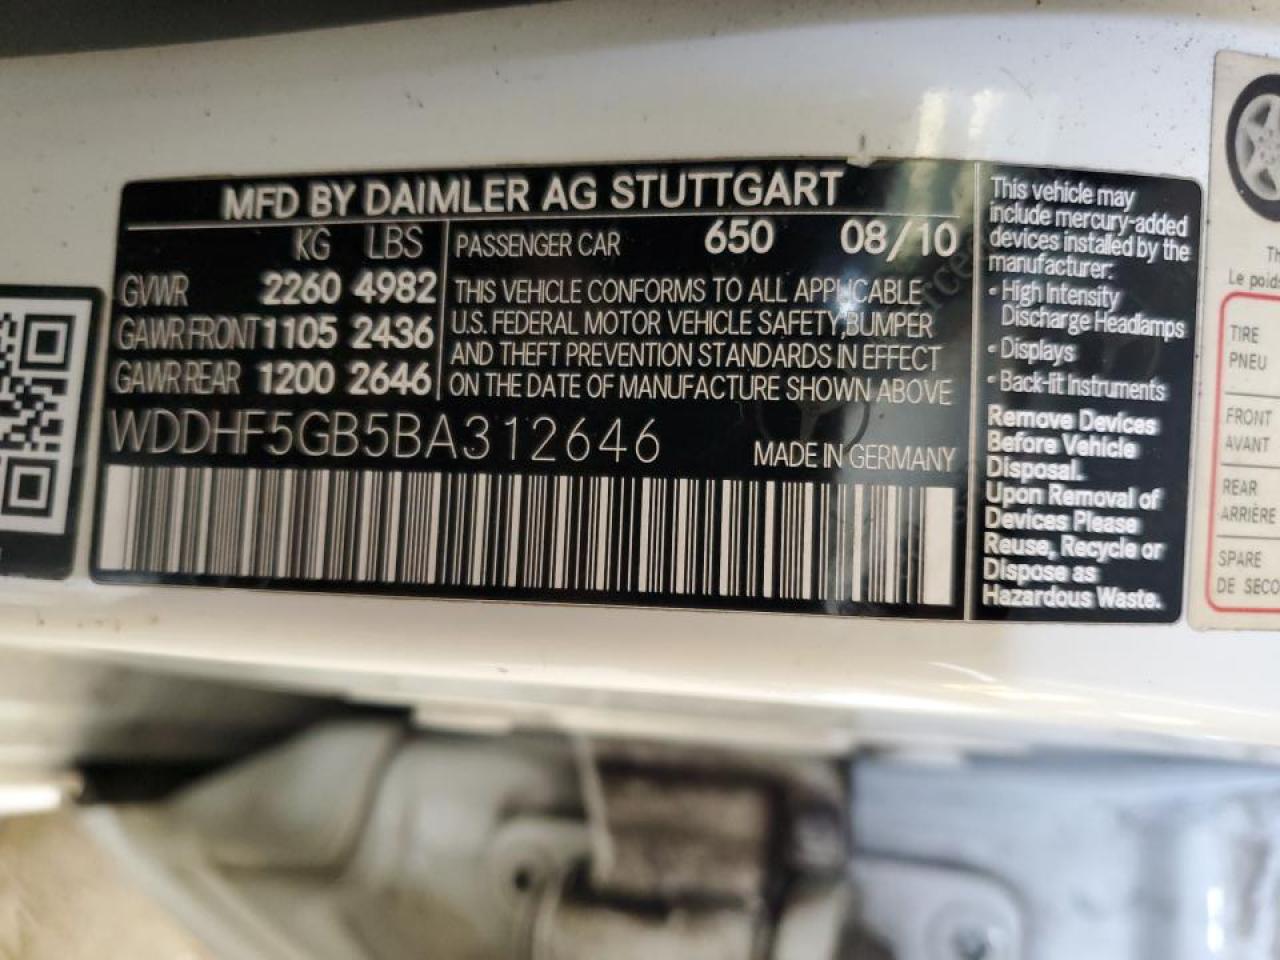 MFD BY DAIMLER AG STUTTGART
KG LBS
GVWR 2260 4982
GAWR FRONT 1105 2436
GAWR REAR 1200 2646
PASSENGER CAR 650 08/10
THIS VEHICLE CONFORMS TO ALL APPLICABLE
U.S. FEDERAL MOTOR VEHICLE SAFETY,BUMPER
AND THEFT PREVENTION STANDARDS IN EFFECT
ON THE DATE OF MANUFACTURE SHOWN ABOVE
WDDHF5GB5BA312646
MADE IN GERMANY
This vehicle may
include mercury-added
devices installed by the
manufacturer:
• High Intensity
Discharge Headlamps
• Displays
• Back-lit Instruments
Remove Devices
Before Vehicle
Disposal.
Upon Removal of
Devices Please
Reuse, Recycle or
Dispose as
Hazardous Waste.
Le poids
TIRE
PNEU
FRONT
AVANT
REAR
ARRIÈRE
SPARE
DE SECO